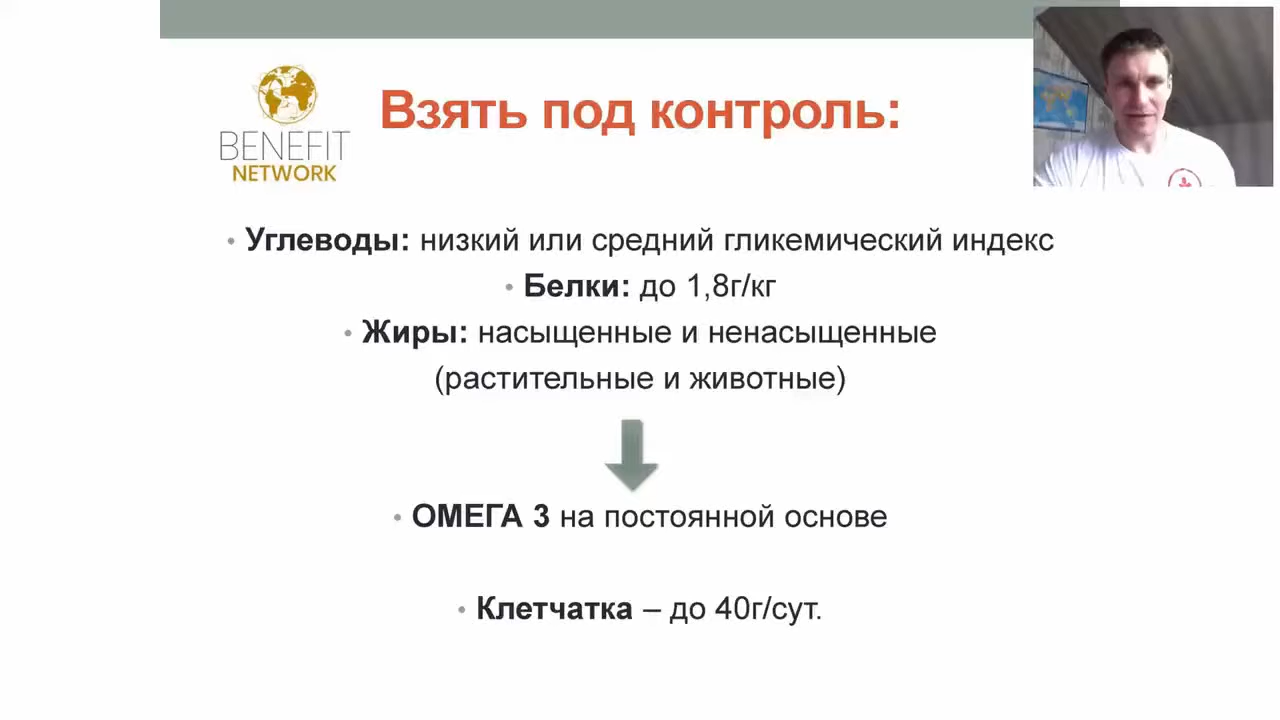 BENEFIT
NETWORK
Взять под контроль:
• Углеводы: низкий или средний гликемический индекс
• Белки: до 1,8г/кг
• Жиры: насыщенные и ненасыщенные
(растительные и животные)
• ОМЕГА 3 на постоянной основе
• Клетчатка – до 40г/сут.